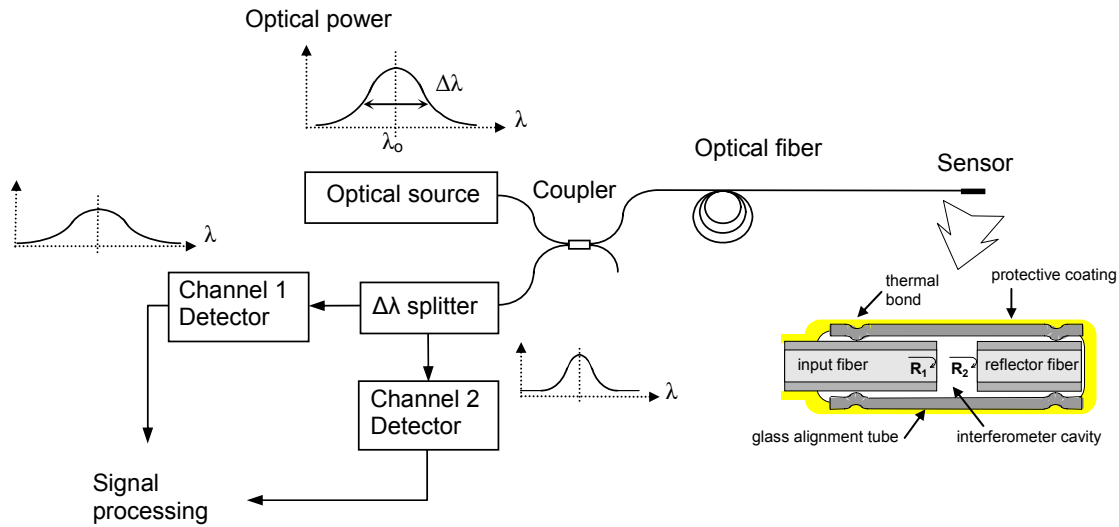 Optical power
Δλ
λ
λo
Optical fiber
Sensor
Coupler
Optical source
λ
Channel 1
Detector
Δλ splitter
thermal
bond
protective coating
input fiber
R1
R2
reflector fiber
λ
Channel 2
Detector
glass alignment tube
interferometer cavity
Signal
processing